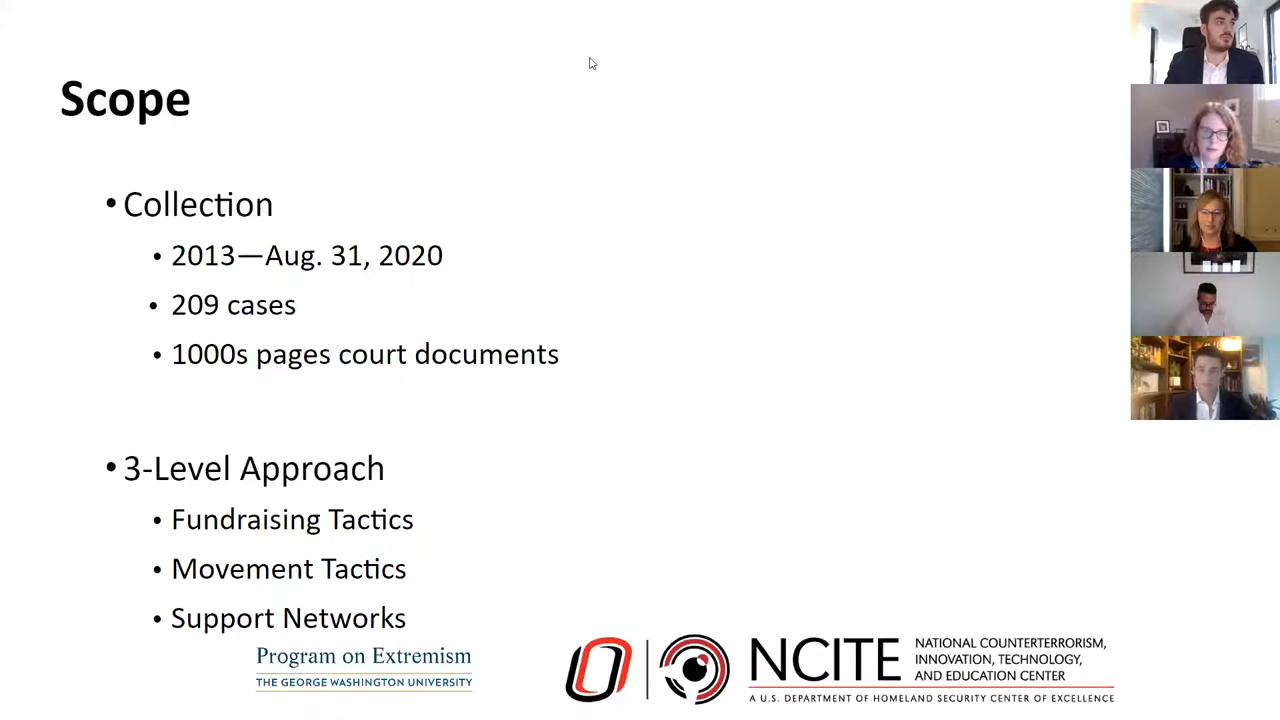 Scope
• Collection
• 2013—Aug. 31, 2020
• 209 cases
• 1000s pages court documents
• 3-Level Approach
• Fundraising Tactics
• Movement Tactics
• Support Networks
Program on Extremism
THE GEORGE WASHINGTON UNIVERSITY
NCITE
NATIONAL COUNTERTERRORISM,
INNOVATION, TECHNOLOGY,
AND EDUCATION CENTER
A U.S. DEPARTMENT OF HOMELAND SECURITY CENTER OF EXCELLENCE